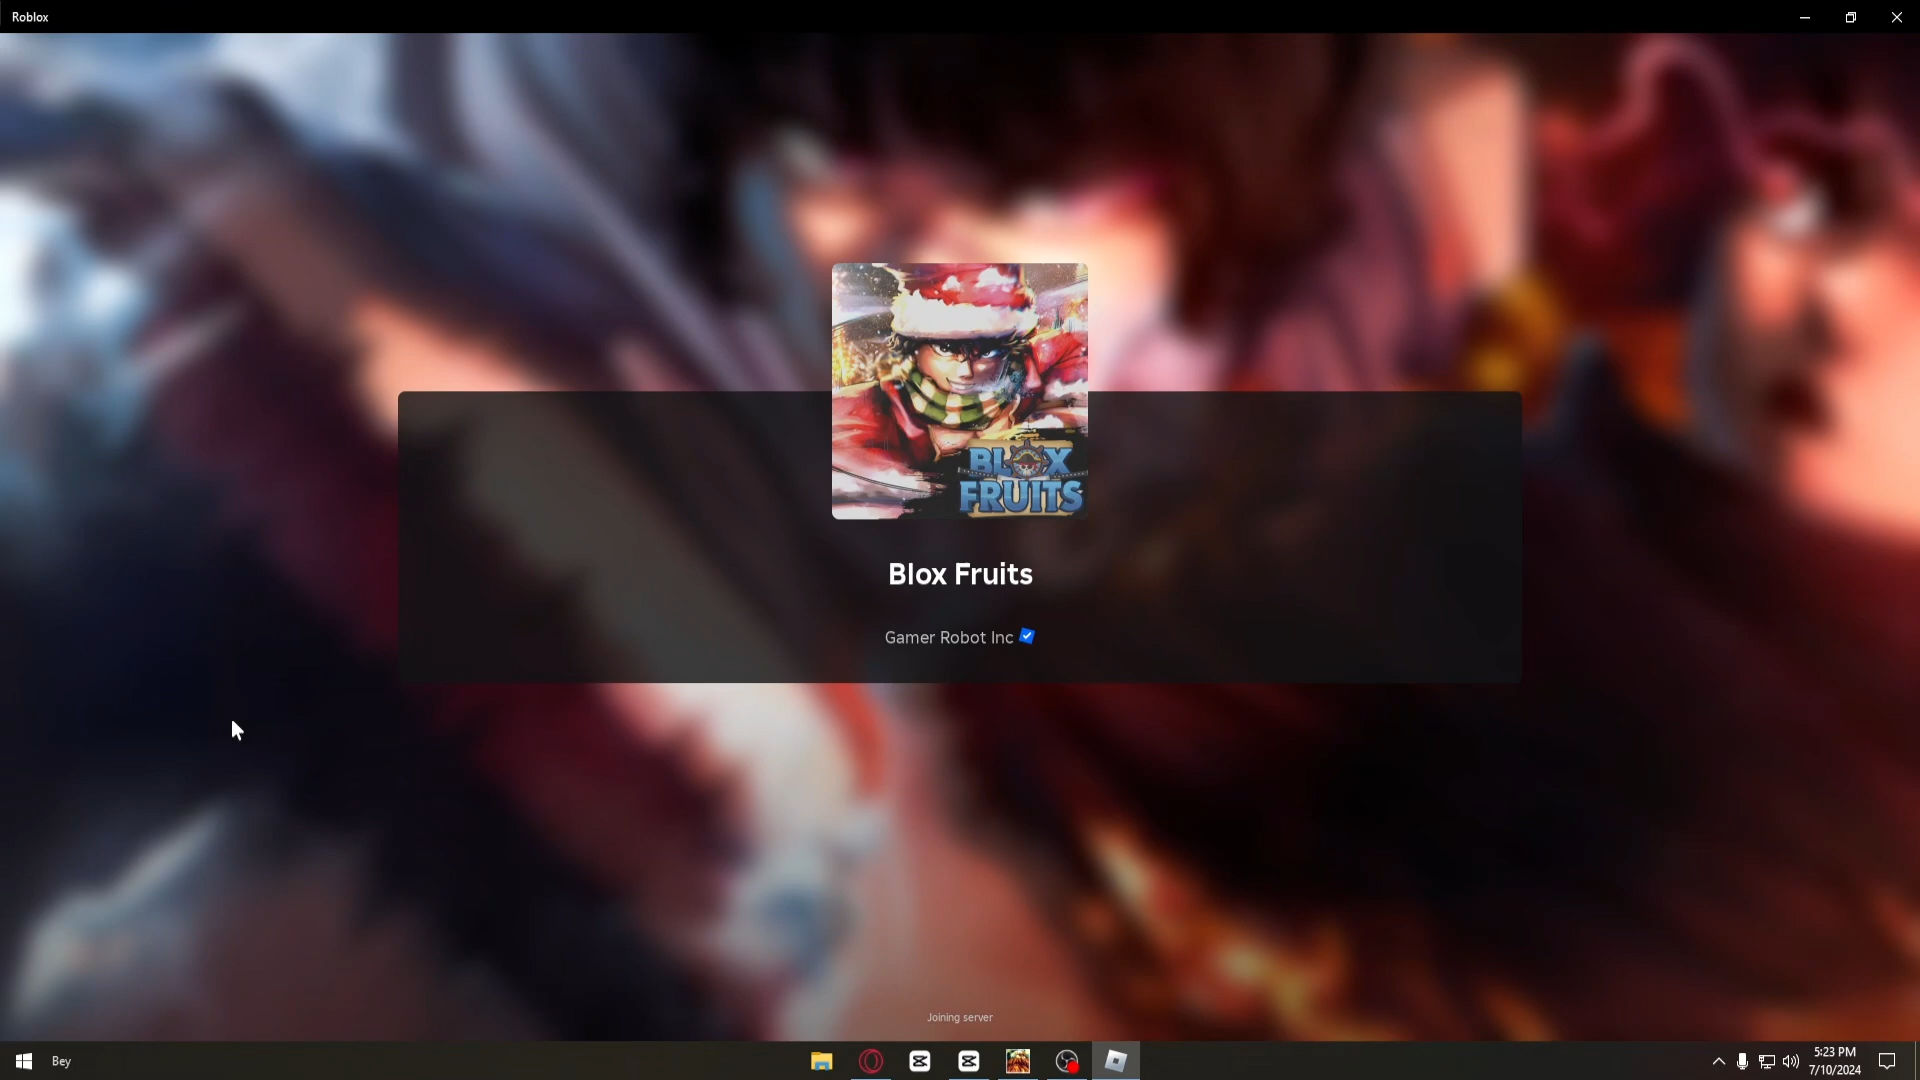 Roblox
BLOX
FRUITS
Blox Fruits
Gamer Robot Inc
Joining server
Bey
5:23 PM
7/10/2024